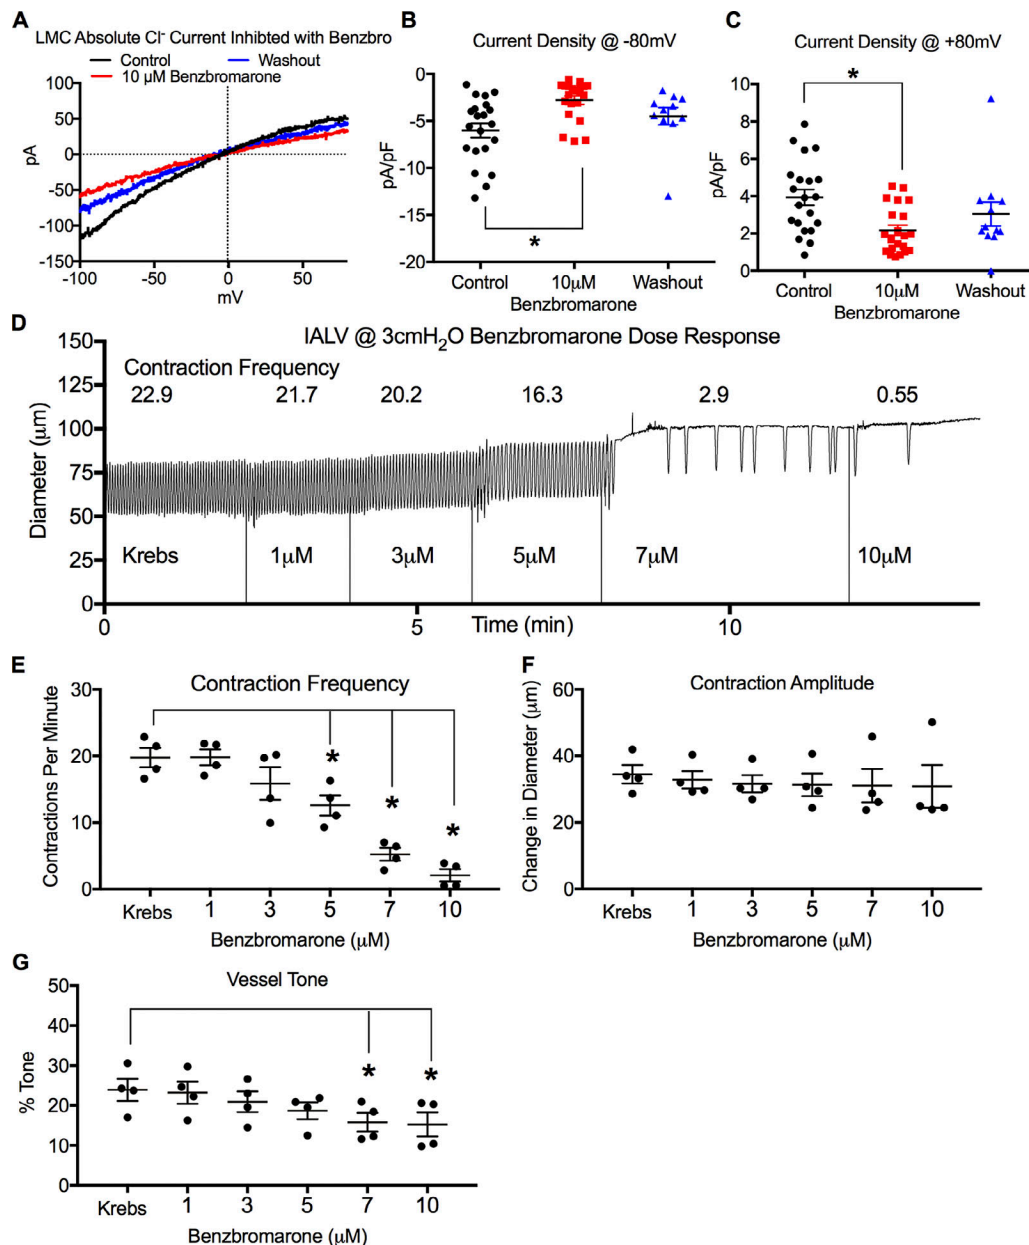 A
LMC Absolute Cl- Current Inhibted with Benzbro
Control
Washout
10 µM Benzbromarone
100
50
0
-50
-100
-150
pA
-100
-50
0
50
mV
B
Current Density @ -80mV
0
-5
-10
-15
-20
pA/pF
*
Control
10µM
Washout
Benzbromarone
C
Current Density @ +80mV
10
8
6
4
2
0
pA/pF
*
Control
10µM
Washout
Benzbromarone
D
IALV @ 3cmH2O Benzbromarone Dose Response
150
125
100
75
50
25
0
Diameter (µm)
Contraction Frequency
22.9
21.7
20.2
16.3
2.9
0.55
Krebs
1µM
3µM
5µM
7µM
10µM
0
5
10
Time (min)
E
Contraction Frequency
30
20
10
0
Contractions Per Minute
*
*
*
Krebs
1
3
5
7
10
Benzbromarone (µM)
F
Contraction Amplitude
60
40
20
0
Change in Diameter (µm)
Krebs
1
3
5
7
10
Benzbromarone (µM)
G
Vessel Tone
50
40
30
20
10
0
% Tone
*
*
Krebs
1
3
5
7
10
Benzbromarone (µM)